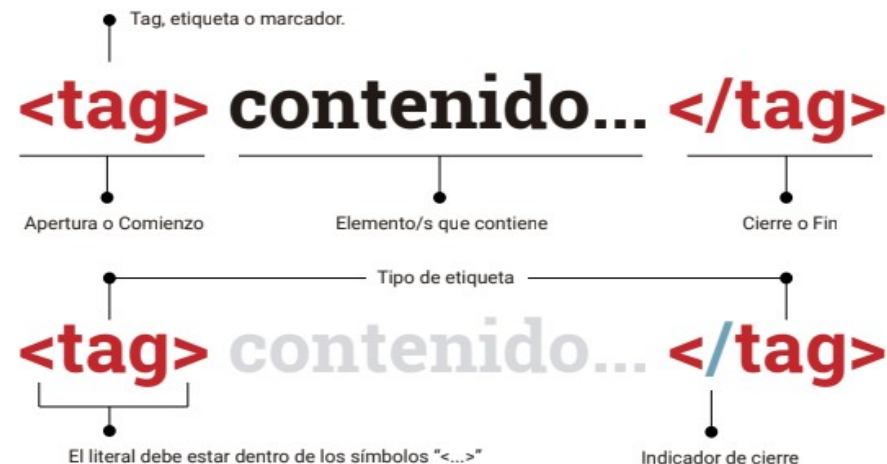 Tag, etiqueta o marcador.
<tag> contenido... </tag>
Apertura o Comienzo
Elemento/s que contiene
Cierre o Fin
Tipo de etiqueta
<tag> contenido... </tag>
El literal debe estar dentro de los símbolos “<...>”
Indicador de cierre